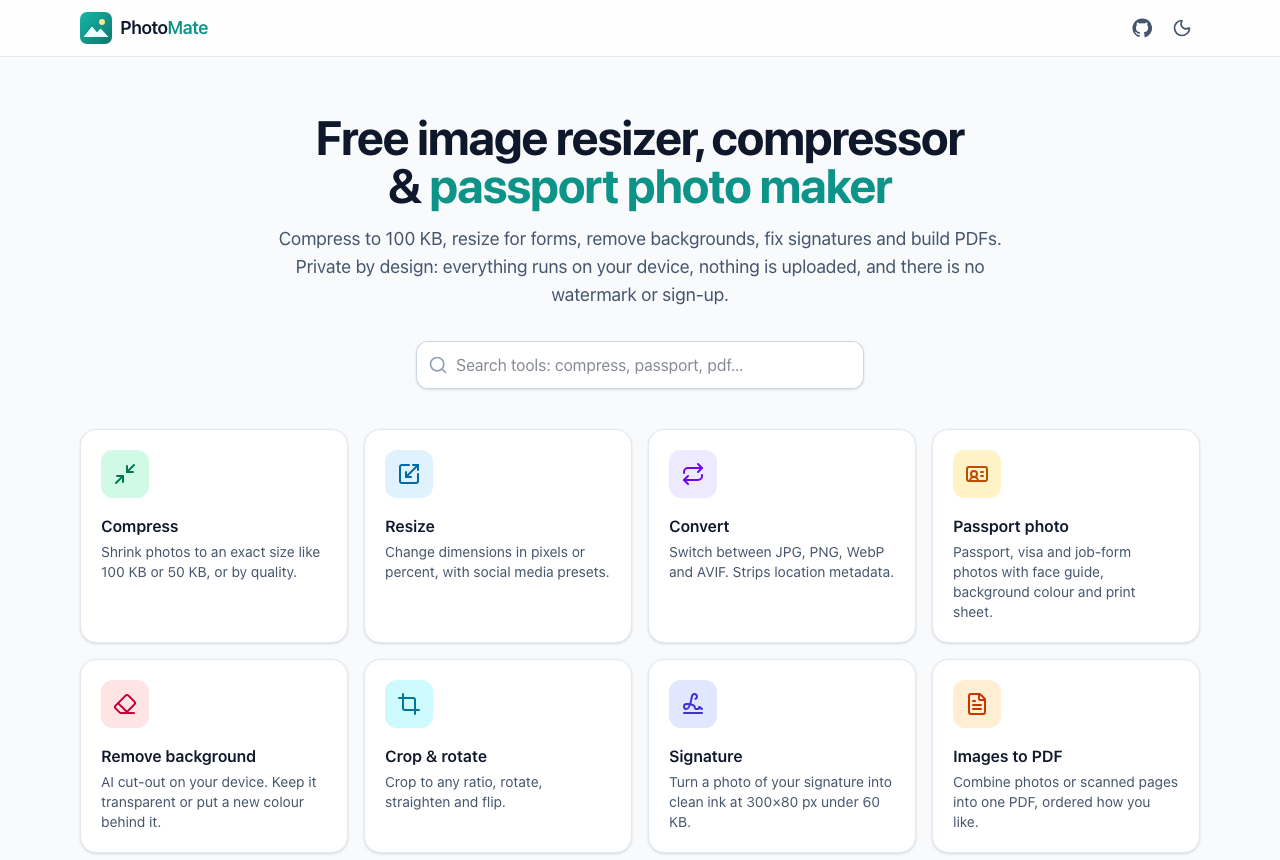 PhotoMate
Free image resizer, compressor
& passport photo maker
Compress to 100 KB, resize for forms, remove backgrounds, fix signatures and build PDFs.
Private by design: everything runs on your device, nothing is uploaded, and there is no
watermark or sign-up.
Search tools: compress, passport, pdf...
Compress
Shrink photos to an exact size like
100 KB or 50 KB, or by quality.
Resize
Change dimensions in pixels or
percent, with social media presets.
Convert
Switch between JPG, PNG, WebP
and AVIF. Strips location metadata.
Passport photo
Passport, visa and job-form
photos with face guide,
background colour and print
sheet.
Remove background
AI cut-out on your device. Keep it
transparent or put a new colour
behind it.
Crop & rotate
Crop to any ratio, rotate,
straighten and flip.
Signature
Turn a photo of your signature into
clean ink at 300×80 px under 60
KB.
Images to PDF
Combine photos or scanned pages
into one PDF, ordered how you
like.